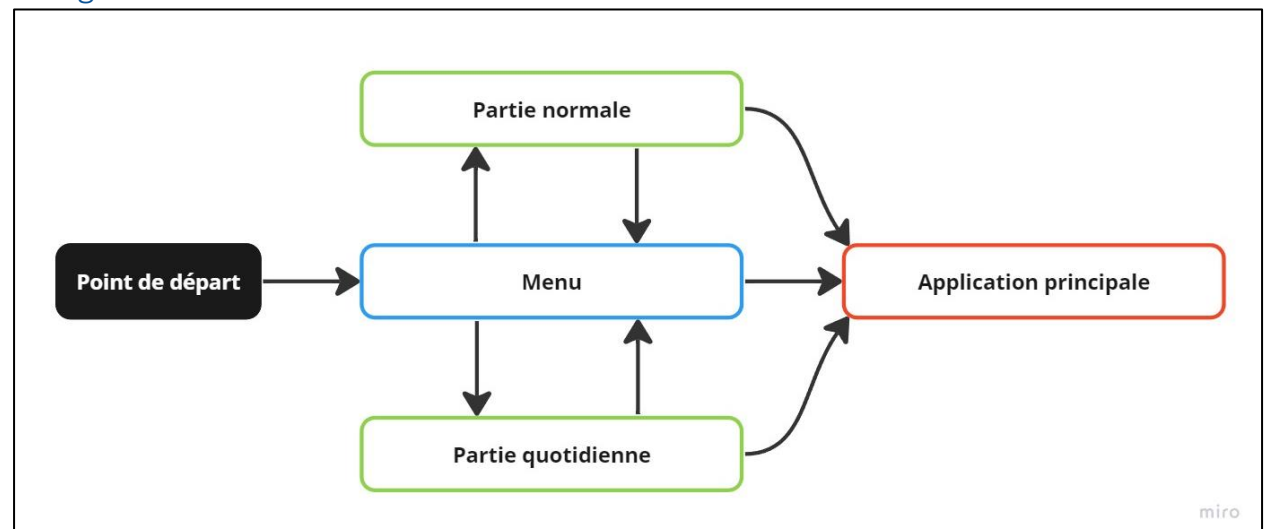 Partie normale
Point de départ
Menu
Application principale
Partie quotidienne
miro